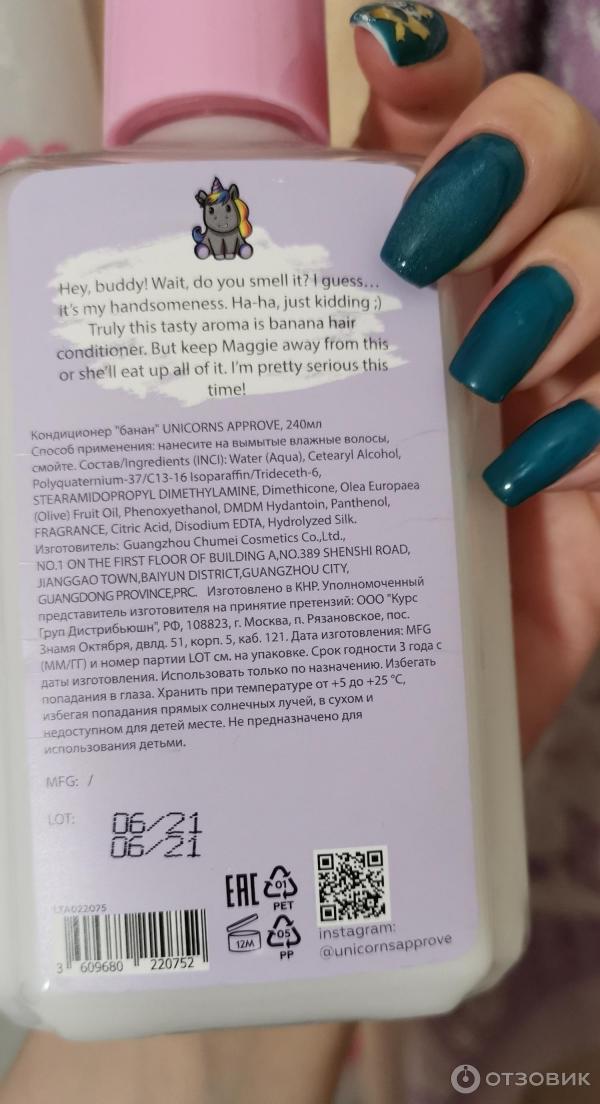 Hey, buddy! Wait, do you smell it? I guess...
it's my handsomeness. Ha-ha, just kidding ;)
Truly this tasty aroma is banana hair
conditioner. But keep Maggie away from this
or she'll eat up all of it. I'm pretty serious this
time!
Кондиционер "банан" UNICORNS APPROVE, 240мл
Способ применения: нанесите на вымытые влажные волосы,
смойте. Состав/Ingredients (INCI): Water (Aqua), Cetearyl Alcohol,
Polyquaternium-37/C13-16 Isoparaffin/Trideceth-6,
STEARAMIDOPROPYL DIMETHYLAMINE, Dimethicone, Olea Europaea
(Olive) Fruit Oil, Phenoxyethanol, DMDM Hydantoin, Panthenol,
FRAGRANCE, Citric Acid, Disodium EDTA, Hydrolyzed Silk.
Изготовитель: Guangzhou Chumei Cosmetics Co.,Ltd.,
NO.1 ON THE FIRST FLOOR OF BUILDING A,NO.389 SHENSHI ROAD,
JIANGGAO TOWN,BAIYUN DISTRICT,GUANGZHOU CITY,
GUANGDONG PROVINCE,PRC. Изготовлено в КНР. Уполномоченный
представитель изготовителя на принятие претензий: ООО "Курс
Груп Дистрибьюшн", РФ, 108823, г. Москва, п. Рязановское, пос.
Знамя Октября, двлд. 51, корп. 5, каб. 121. Дата изготовления: MFG
(ММ/ГГ) и номер партии LOT см. на упаковке. Срок годности 3 года с
даты изготовления. Использовать только по назначению. Избегать
попадания в глаза. Хранить при температуре от +5 до +25 °С,
избегая попадания прямых солнечных лучей, в сухом и
недоступном для детей месте. Не предназначено для
использования детьми.
MFG: /
LOT: 06/21
06/21
LTA022075
3 609680 220752
EAC
01
PET
12M
05
PP
instagram:
@unicornsapprove
ОТЗОВИК